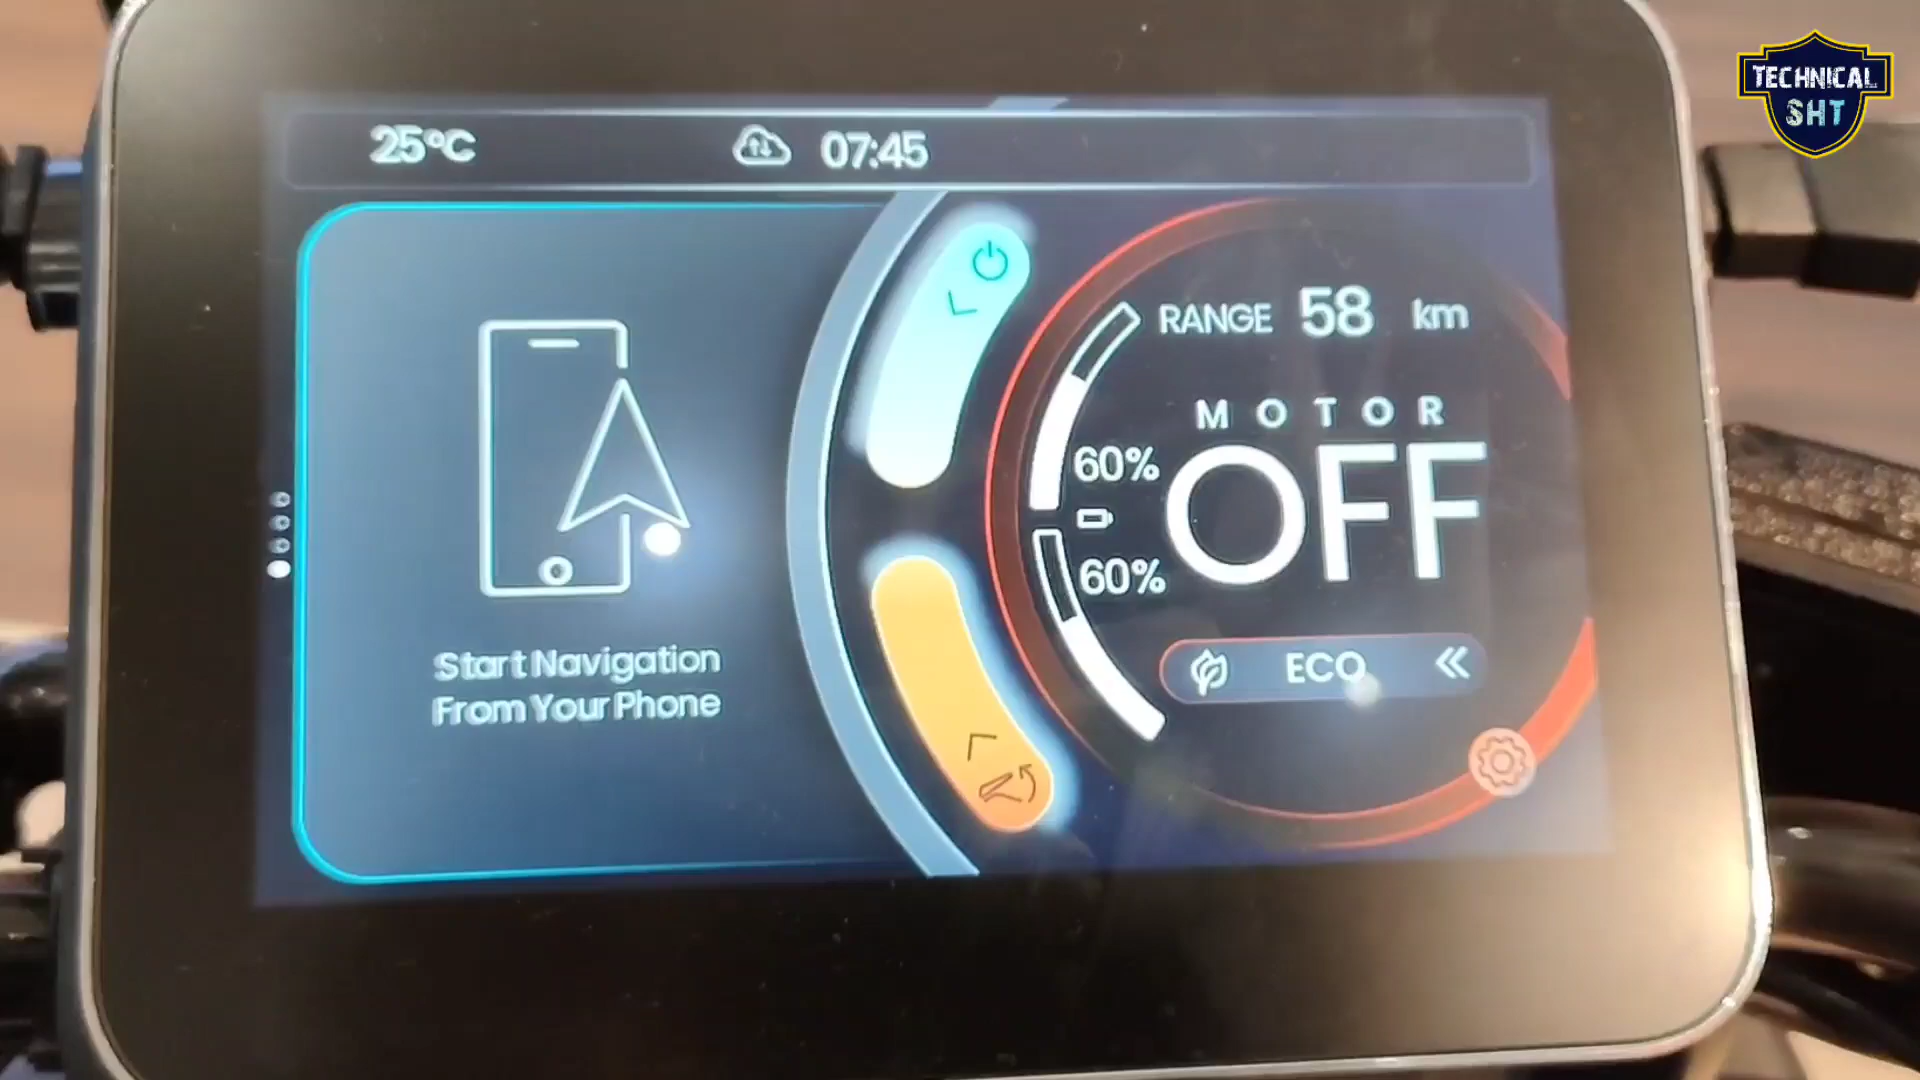 25°C
07:45
TECHNICAL
SHT
RANGE 58 km
MOTOR
OFF
60%
60%
ECO
Start Navigation
From Your Phone